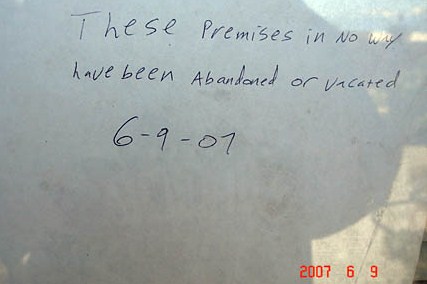 These Premises in No way
have been Abandoned or vacated
6-9-07
2007 6 9